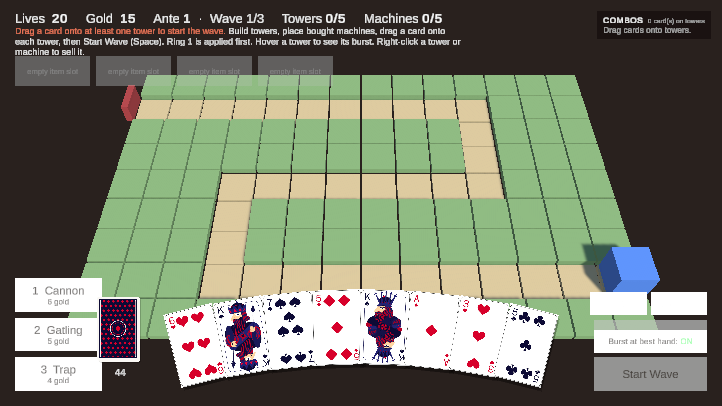 Lives 20 Gold 15 Ante 1 · Wave 1/3 Towers 0/5 Machines 0/5
Drag a card onto at least one tower to start the wave. Build towers, place bought machines, drag a card onto
each tower, then Start Wave (Space). Ring 1 is applied first. Hover a tower to see its burst. Right-click a tower or
machine to sell it.
COMBOS 0 card(s) on towers
Drag cards onto towers.
empty item slot empty item slot empty item slot empty item slot
1 Cannon
6 gold
2 Gatling
5 gold
3 Trap
4 gold
44
Burst at best hand: ON
Start Wave